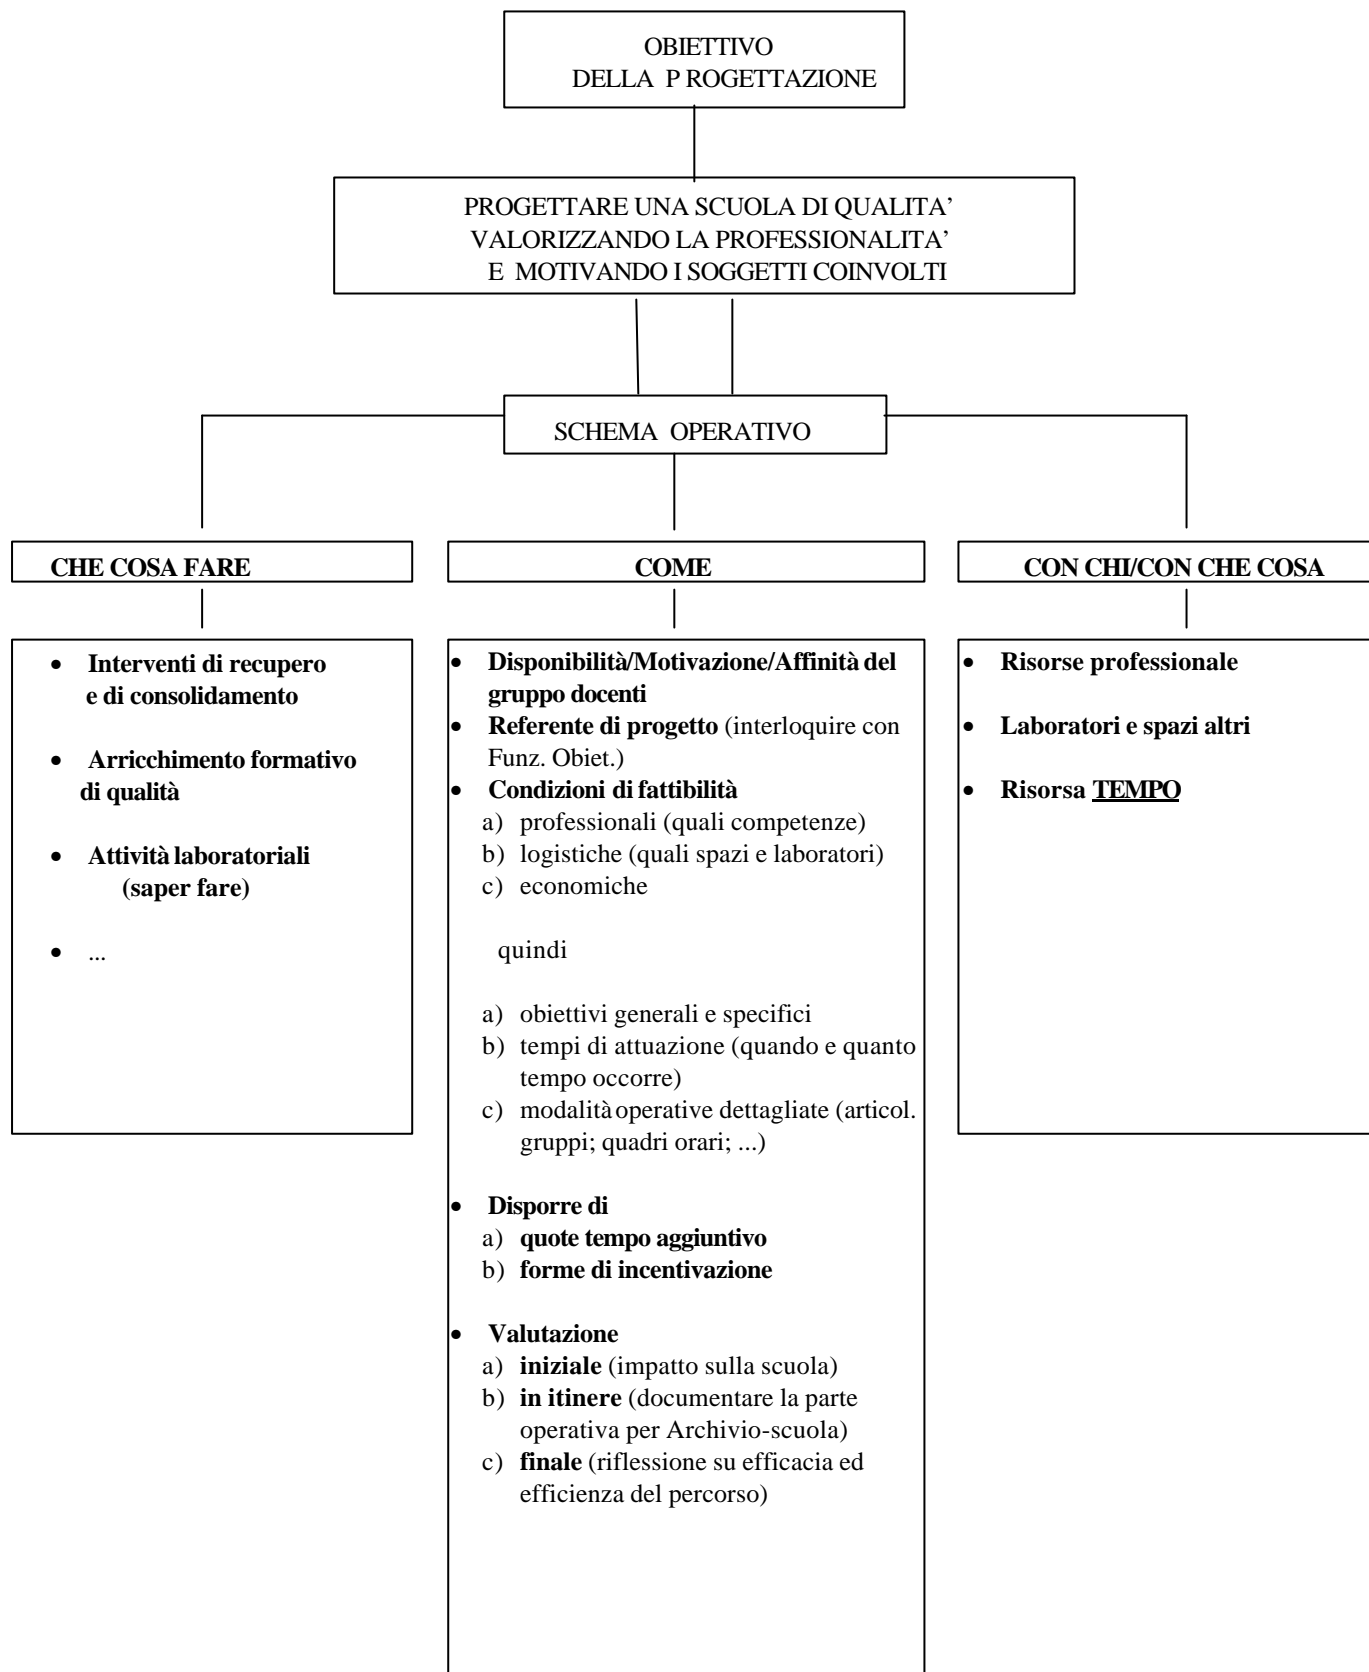 OBIETTIVO
DELLA P ROGETTAZIONE
PROGETTARE UNA SCUOLA DI QUALITA’
VALORIZZANDO LA PROFESSIONALITA’
E MOTIVANDO I SOGGETTI COINVOLTI
SCHEMA OPERATIVO
CHE COSA FARE
• Interventi di recupero
e di consolidamento
• Arricchimento formativo
di qualità
• Attività laboratoriali
(saper fare)
• ...
COME
• Disponibilità/Motivazione/Affinità del
gruppo docenti
• Referente di progetto (interloquire con
Funz. Obiet.)
• Condizioni di fattibilità
a) professionali (quali competenze)
b) logistiche (quali spazi e laboratori)
c) economiche
quindi
a) obiettivi generali e specifici
b) tempi di attuazione (quando e quanto
tempo occorre)
c) modalità operative dettagliate (articol.
gruppi; quadri orari; ...)
• Disporre di
a) quote tempo aggiuntivo
b) forme di incentivazione
• Valutazione
a) iniziale (impatto sulla scuola)
b) in itinere (documentare la parte
operativa per Archivio-scuola)
c) finale (riflessione su efficacia ed
efficienza del percorso)
CON CHI/CON CHE COSA
• Risorse professionale
• Laboratori e spazi altri
• Risorsa TEMPO